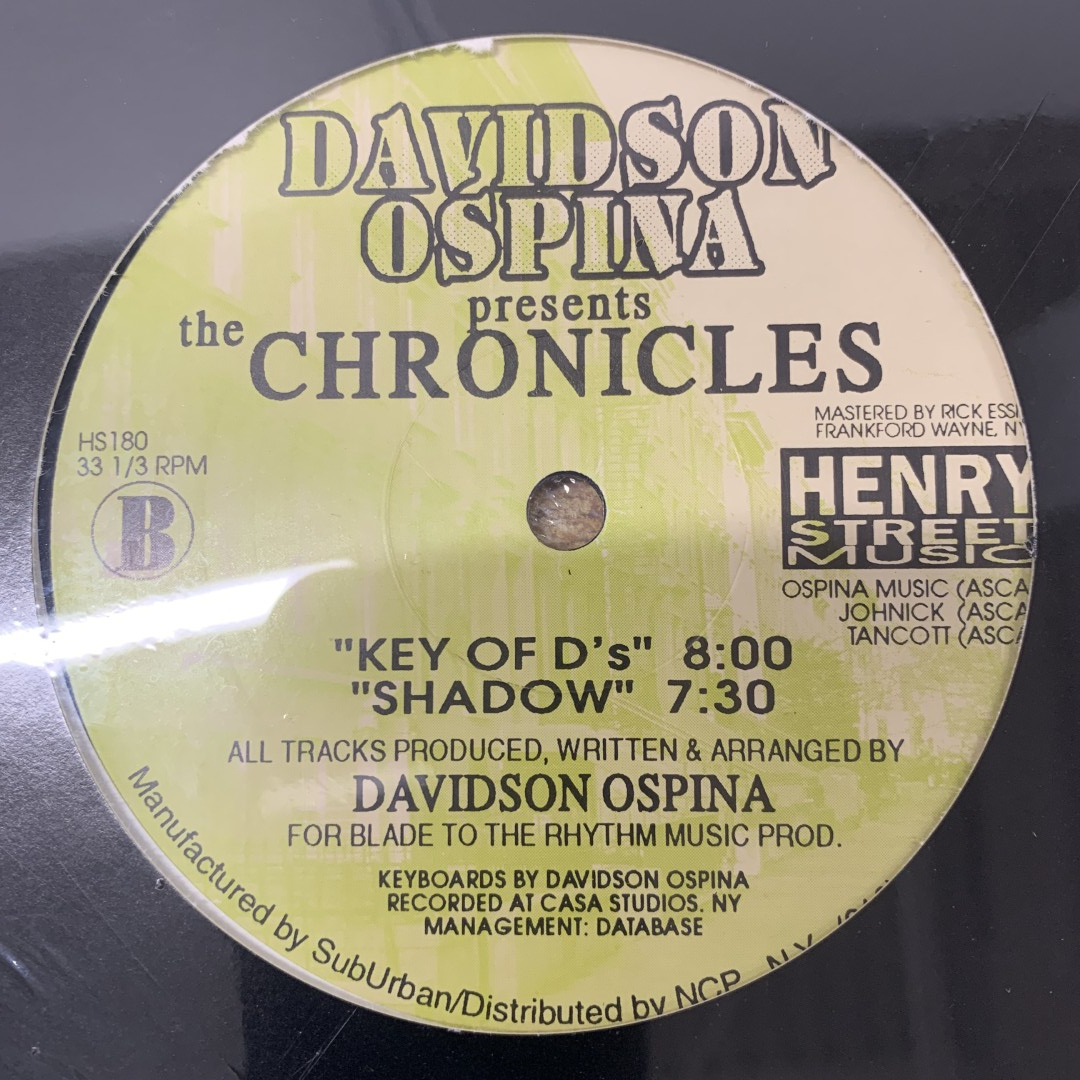 DAVIDSON
OSPINA
presents
the CHRONICLES
MASTERED BY RICK
FRANKFORD WAYNE, NY
HS180
33 1/3 RPM
B
HENRY
STREET
MUSIC
OSPINA MUSIC (ASCA
JOHNICK (ASCA
TANCOTT (ASCA
"KEY OF D's" 8:00
"SHADOW" 7:30
ALL TRACKS PRODUCED, WRITTEN & ARRANGED BY
DAVIDSON OSPINA
FOR BLADE TO THE RHYTHM MUSIC PROD.
KEYBOARDS BY DAVIDSON OSPINA
RECORDED AT CASA STUDIOS. NY
MANAGEMENT: DATABASE
Manufactured by SubUrban/Distributed by NCP N.Y.